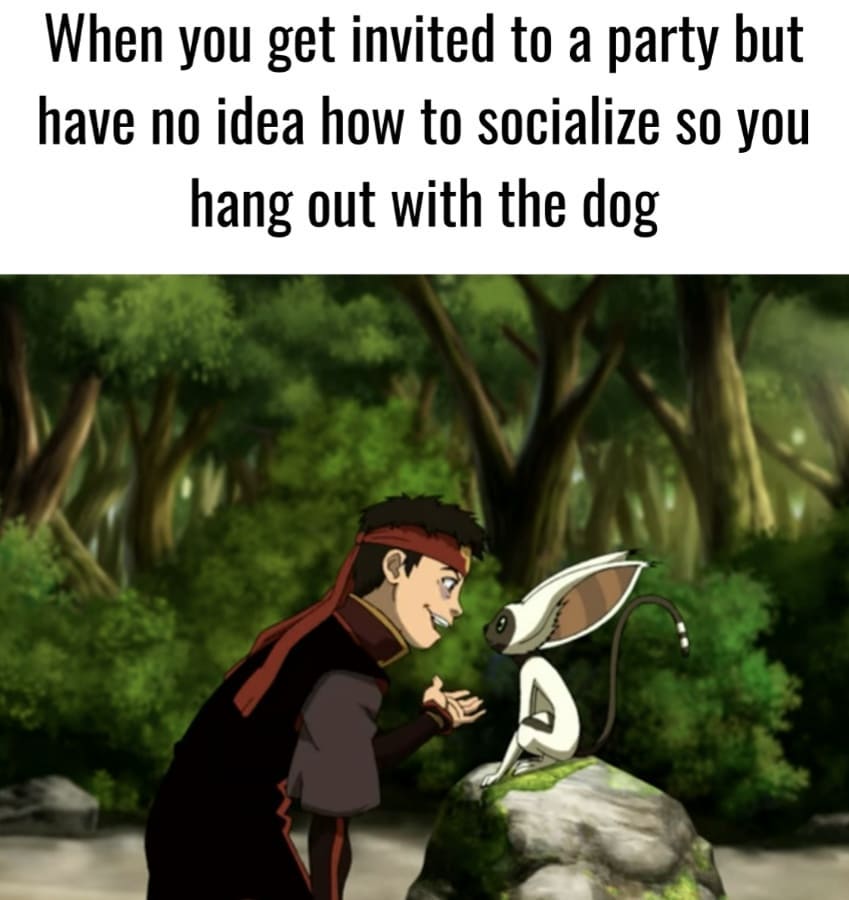 When you get invited to a party but
have no idea how to socialize so you
hang out with the dog